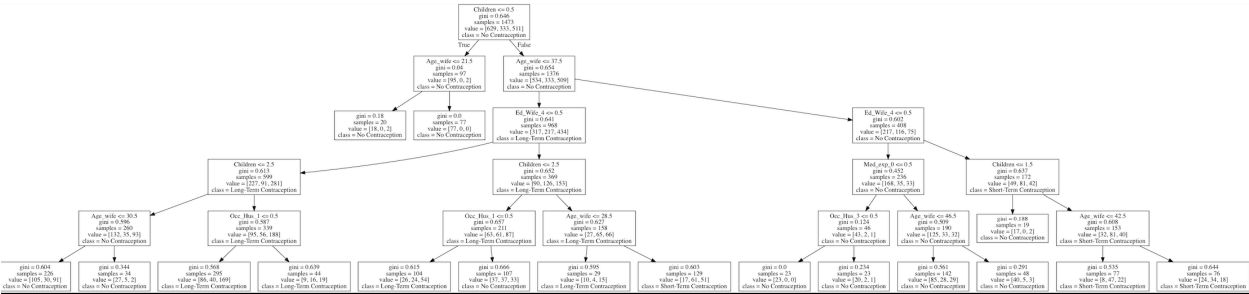 Children <= 0.5
gini = 0.646
samples = 1473
value = [629, 333, 511]
class = No Contraception
True
False
Age_wife <= 21.5
gini = 0.04
samples = 97
value = [95, 0, 2]
class = No Contraception
Age_wife <= 37.5
gini = 0.654
samples = 1376
value = [534, 333, 509]
class = No Contraception
gini = 0.18
samples = 20
value = [18, 0, 2]
class = No Contraception
gini = 0.0
samples = 77
value = [77, 0, 0]
class = No Contraception
Ed_Wife_4 <= 0.5
gini = 0.641
samples = 968
value = [317, 217, 434]
class = Long-Term Contraception
Ed_Wife_4 <= 0.5
gini = 0.602
samples = 408
value = [217, 116, 75]
class = No Contraception
Children <= 2.5
gini = 0.613
samples = 599
value = [227, 91, 281]
class = Long-Term Contraception
Children <= 2.5
gini = 0.652
samples = 369
value = [90, 126, 153]
class = Long-Term Contraception
Med_exp_0 <= 0.5
gini = 0.452
samples = 236
value = [168, 35, 33]
class = No Contraception
Children <= 1.5
gini = 0.637
samples = 172
value = [49, 81, 42]
class = Short-Term Contraception
Age_wife <= 30.5
gini = 0.596
samples = 260
value = [132, 35, 93]
class = No Contraception
Occ_Hus_1 <= 0.5
gini = 0.587
samples = 339
value = [95, 56, 188]
class = Long-Term Contraception
Occ_Hus_1 <= 0.5
gini = 0.657
samples = 211
value = [63, 61, 87]
class = Long-Term Contraception
Age_wife <= 28.5
gini = 0.627
samples = 158
value = [27, 65, 66]
class = Long-Term Contraception
Occ_Hus_3 <= 0.5
gini = 0.124
samples = 46
value = [43, 2, 1]
class = No Contraception
Age_wife <= 46.5
gini = 0.509
samples = 190
value = [125, 33, 32]
class = No Contraception
gini = 0.188
samples = 19
value = [17, 0, 2]
class = No Contraception
Age_wife <= 42.5
gini = 0.608
samples = 153
value = [32, 81, 40]
class = Short-Term Contraception
gini = 0.604
samples = 226
value = [105, 30, 91]
class = No Contraception
gini = 0.344
samples = 34
value = [27, 5, 2]
class = No Contraception
gini = 0.568
samples = 295
value = [86, 40, 169]
class = Long-Term Contraception
gini = 0.639
samples = 44
value = [9, 16, 19]
class = Long-Term Contraception
gini = 0.615
samples = 104
value = [26, 24, 54]
class = Long-Term Contraception
gini = 0.666
samples = 107
value = [37, 37, 33]
class = No Contraception
gini = 0.595
samples = 29
value = [10, 4, 15]
class = Long-Term Contraception
gini = 0.603
samples = 129
value = [17, 61, 51]
class = Short-Term Contraception
gini = 0.0
samples = 23
value = [23, 0, 0]
class = No Contraception
gini = 0.234
samples = 23
value = [20, 2, 1]
class = No Contraception
gini = 0.561
samples = 142
value = [85, 28, 29]
class = No Contraception
gini = 0.291
samples = 48
value = [40, 5, 3]
class = No Contraception
gini = 0.535
samples = 77
value = [8, 47, 22]
class = Short-Term Contraception
gini = 0.644
samples = 76
value = [24, 34, 18]
class = Short-Term Contraception